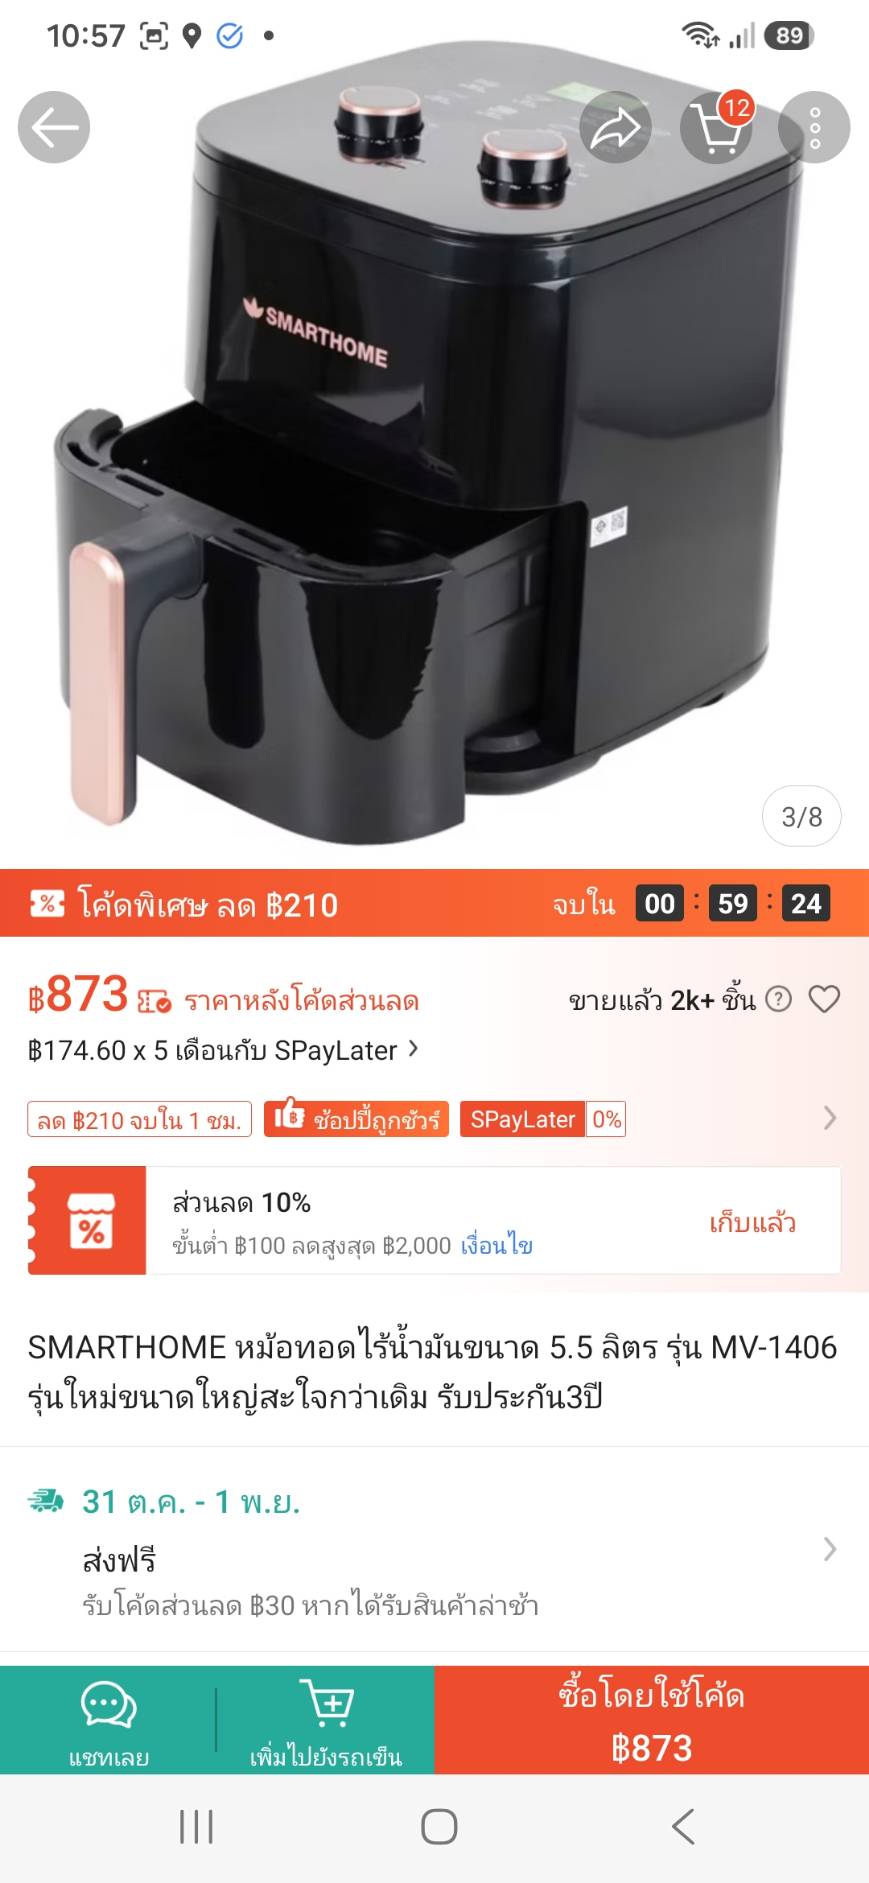 10:57
89
12
SMARTHOME
3/8
โค้ดพิเศษ ลด ฿210 จบใน 00 : 59 : 24
฿873 ราคาหลังโค้ดส่วนลด ขายแล้ว 2k+ ชิ้น ?
฿174.60 x 5 เดือนกับ SPayLater >
ลด ฿210 จบใน 1 ชม. ช้อปปี้ถูกชัวร์ SPayLater 0%
ส่วนลด 10%
ขั้นต่ำ ฿100 ลดสูงสุด ฿2,000 เงื่อนไข
เก็บแล้ว
SMARTHOME หม้อทอดไร้น้ำมันขนาด 5.5 ลิตร รุ่น MV-1406
รุ่นใหม่ขนาดใหญ่สะใจกว่าเดิม รับประกัน3ปี
31 ต.ค. - 1 พ.ย.
ส่งฟรี
รับโค้ดส่วนลด ฿30 หากได้รับสินค้าล่าช้า
แชทเลย
เพิ่มไปยังรถเข็น
ซื้อโดยใช้โค้ด
฿873